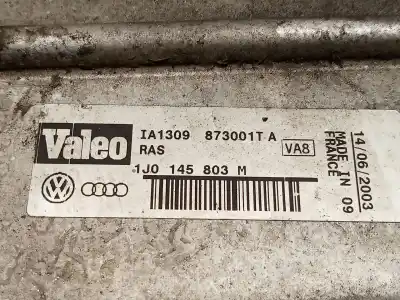 Valeo
IA1309 873001T A
RAS
VA8
1J0 145 803 M
14/06/2003
MADE IN 09
FRANCE